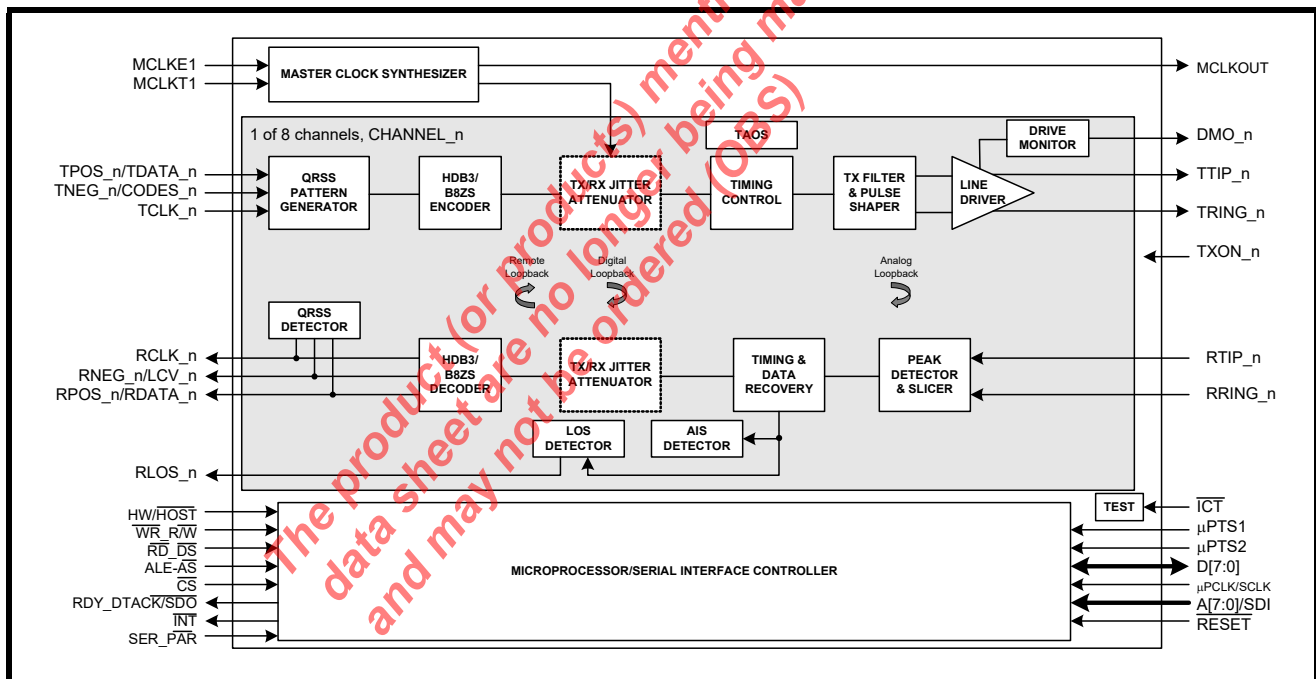 MCLKE1
MCLKT1
MASTER CLOCK SYNTHESIZER
MCLKOUT
1 of 8 channels, CHANNEL_n
TAOS
DRIVE
MONITOR
DMO_n
TPOS_n/TDATA_n
TNEG_n/CODES_n
TCLK_n
QRSS
PATTERN
GENERATOR
HDB3/
B8ZS
ENCODER
TX/RX JITTER
ATTENUATOR
TIMING
CONTROL
TX FILTER
& PULSE
SHAPER
LINE
DRIVER
TTIP_n
TRING_n
TXON_n
Remote
Loopback
Digital
Loopback
Analog
Loopback
QRSS
DETECTOR
RCLK_n
RNEG_n/LCV_n
RPOS_n/RDATA_n
HDB3/
B8ZS
DECODER
TX/RX JITTER
ATTENUATOR
TIMING &
DATA
RECOVERY
PEAK
DETECTOR
& SLICER
RTIP_n
RRING_n
LOS
DETECTOR
AIS
DETECTOR
RLOS_n
TEST
ICT
HW/HOST
WR_R/W
RD_DS
ALE-AS
CS
RDY_DTACK/SDO
INT
SER_PAR
MICROPROCESSOR/SERIAL INTERFACE CONTROLLER
μPTS1
μPTS2
D[7:0]
μPCLK/SCLK
A[7:0]/SDI
RESET
The product (or products) menti
data sheet are no longer being ma
and may not be ordered (OBS)